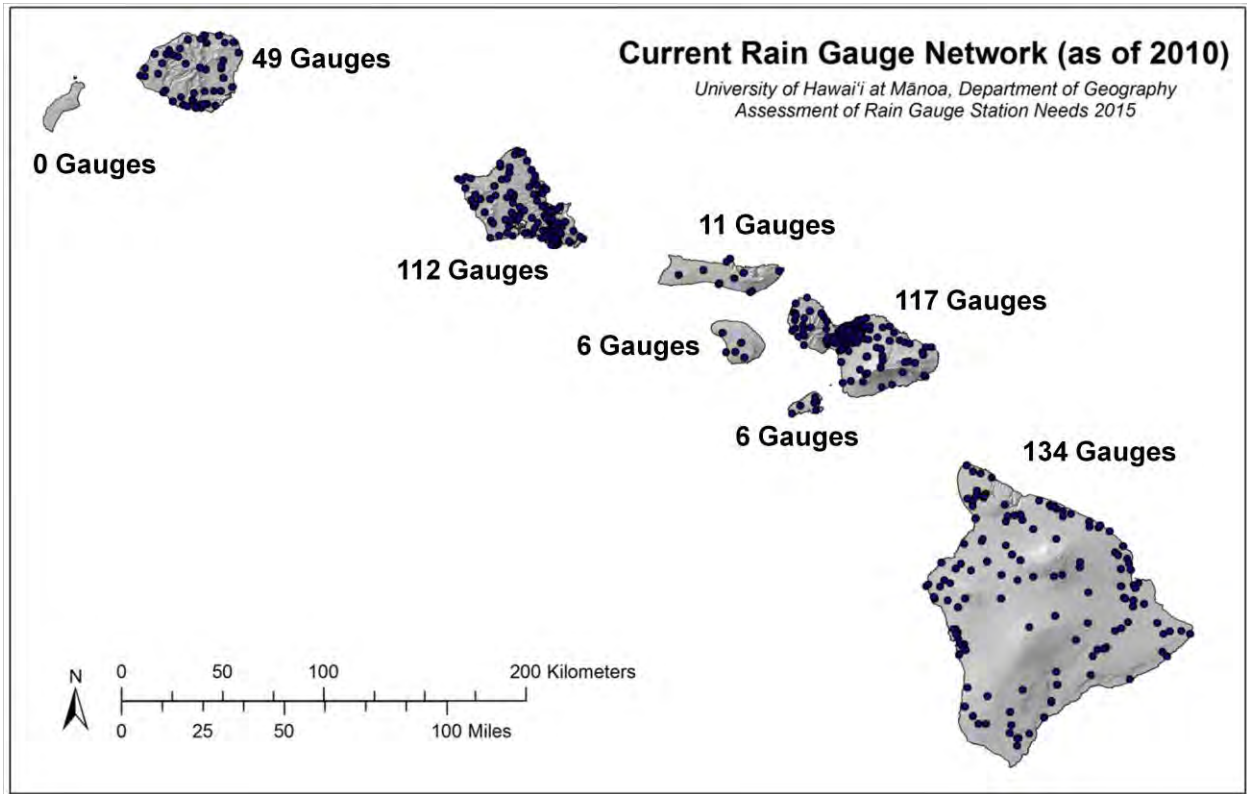 Current Rain Gauge Network (as of 2010)
University of Hawai‘i at Mānoa, Department of Geography
Assessment of Rain Gauge Station Needs 2015
49 Gauges
0 Gauges
112 Gauges
11 Gauges
117 Gauges
6 Gauges
6 Gauges
134 Gauges
N
0 50 100 200 Kilometers
0 25 50 100 Miles